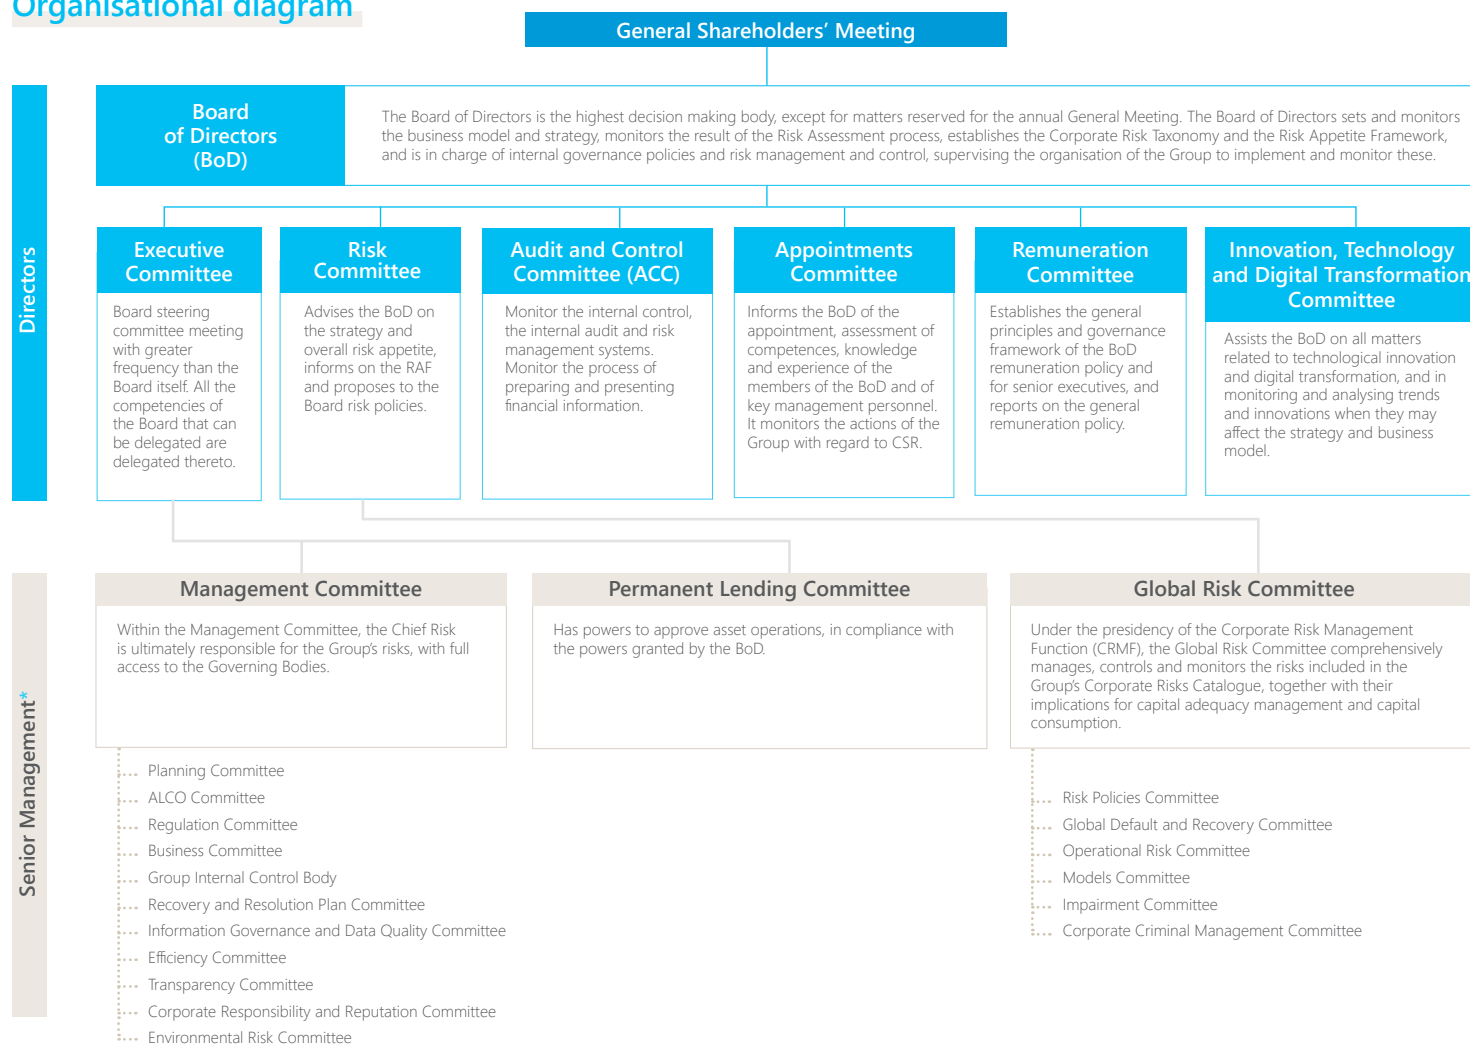 Organisational diagram
General Shareholders’ Meeting
Directors
Board
of Directors
(BoD)
The Board of Directors is the highest decision making body, except for matters reserved for the annual General Meeting. The Board of Directors sets and monitors
the business model and strategy, monitors the result of the Risk Assessment process, establishes the Corporate Risk Taxonomy and the Risk Appetite Framework,
and is in charge of internal governance policies and risk management and control, supervising the organisation of the Group to implement and monitor these.
Executive
Committee
Board steering
committee meeting
with greater
frequency than the
Board itself. All the
competencies of
the Board that can
be delegated are
delegated thereto.
Risk
Committee
Advises the BoD on
the strategy and
overall risk appetite,
informs on the RAF
and proposes to the
Board risk policies.
Audit and Control
Committee (ACC)
Monitor the internal control,
the internal audit and risk
management systems.
Monitor the process of
preparing and presenting
financial information.
Appointments
Committee
Informs the BoD of the
appointment, assessment of
competences, knowledge
and experience of the
members of the BoD and of
key management personnel.
It monitors the actions of the
Group with regard to CSR.
Remuneration
Committee
Establishes the general
principles and governance
framework of the BoD
remuneration policy and
for senior executives, and
reports on the general
remuneration policy.
Innovation, Technology
and Digital Transformation
Committee
Assists the BoD on all matters
related to technological innovation
and digital transformation, and in
monitoring and analysing trends
and innovations when they may
affect the strategy and business
model.
Senior Management*
Management Committee
Within the Management Committee, the Chief Risk
is ultimately responsible for the Group’s risks, with full
access to the Governing Bodies.
Planning Committee
ALCO Committee
Regulation Committee
Business Committee
Group Internal Control Body
Recovery and Resolution Plan Committee
Information Governance and Data Quality Committee
Efficiency Committee
Transparency Committee
Corporate Responsibility and Reputation Committee
Environmental Risk Committee
Permanent Lending Committee
Has powers to approve asset operations, in compliance with
the powers granted by the BoD.
Global Risk Committee
Under the presidency of the Corporate Risk Management
Function (CRMF), the Global Risk Committee comprehensively
manages, controls and monitors the risks included in the
Group’s Corporate Risks Catalogue, together with their
implications for capital adequacy management and capital
consumption.
Risk Policies Committee
Global Default and Recovery Committee
Operational Risk Committee
Models Committee
Impairment Committee
Corporate Criminal Management Committee